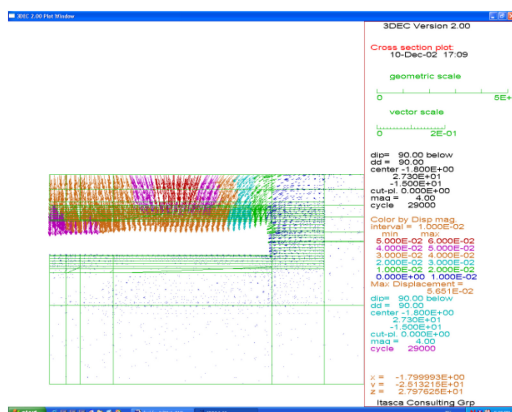 3DEC 2.00 Plot Window
3DEC Version 2.00
Cross section plot:
10-Dec-02 17:09
geometric scale
0 5E+
vector scale
0 2E-01
dip= 90.00 below
dd = 90.00
center -1.800E+00
2.730E+01
-1.500E+01
cut-pl. 0.000E+00
mag = 4.00
cycle 29000
Color by Disp mag.
interval = 1.000E-02
min max
5.000E-02 6.000E-02
4.000E-02 5.000E-02
3.000E-02 4.000E-02
2.000E-02 3.000E-02
1.000E-02 2.000E-02
0.000E+00 1.000E-02
Max Displacement =
5.651E-02
dip= 90.00 below
dd = 90.00
center -1.800E+00
2.730E+01
-1.500E+01
cut-pl. 0.000E+00
mag = 4.00
cycle 29000
x = -1.799993E+00
y = -2.513215E+01
z = 2.797625E+01
Itasca Consulting Grp